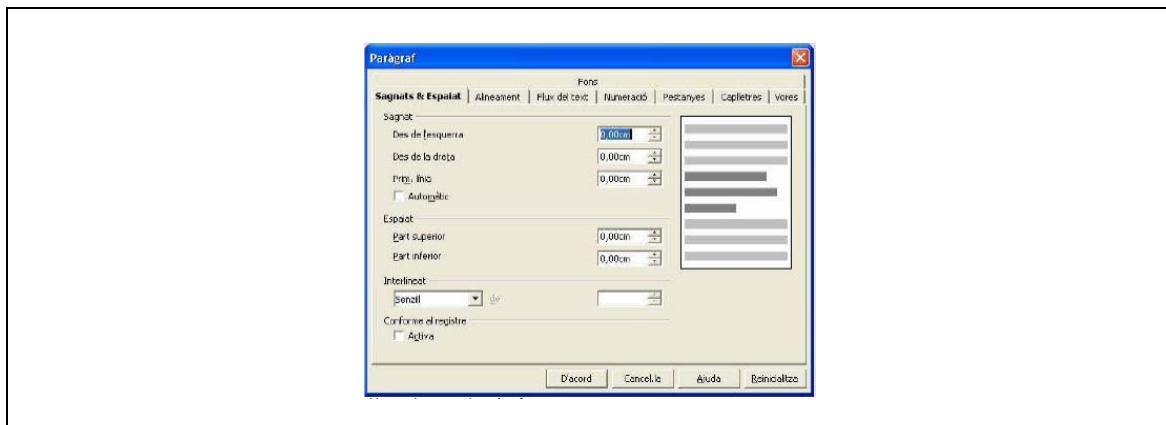 Paràgraf
Fons
Sagnats & Espaiat Alineament Flux del text Numeració Pestanyes Caplletres Vores
Sagnat
Des de l'esquerra 0,00cm
Des de la dreta 0,00cm
Prim. línia 0,00cm
Automàtic
Espaiat
Part superior 0,00cm
Part inferior 0,00cm
Interlineat
Senzill de
Conforme al registre
Activa
D'acord Cancel·la Ajuda Reinicialitza